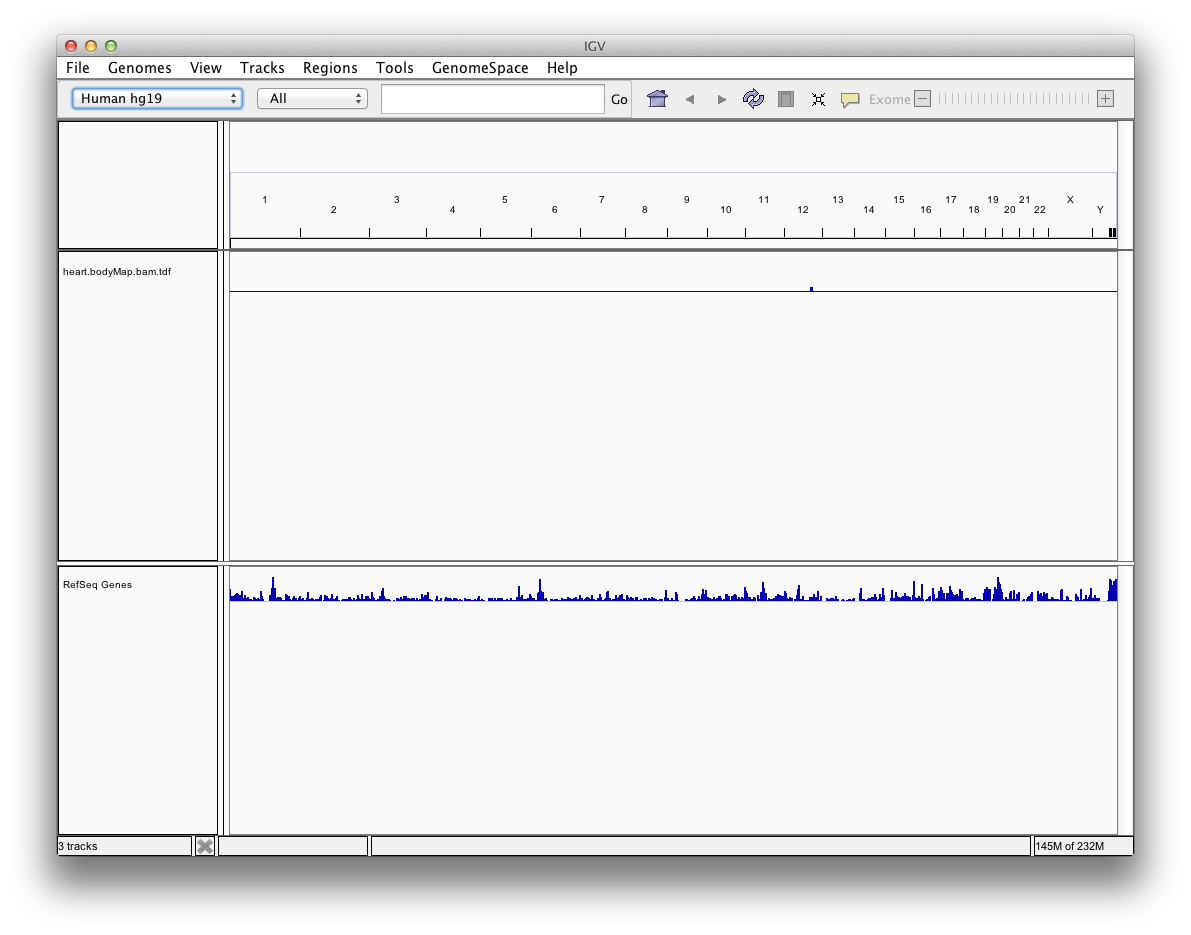 IGV
File Genomes View Tracks Regions Tools GenomeSpace Help
Human hg19 All Go Exome
1 3 5 7 9 11 13 15 17 19 21 X
2 4 6 8 10 12 14 16 18 20 22 Y
heart.bodyMap.bam.tdf
RefSeq Genes
3 tracks 145M of 232M